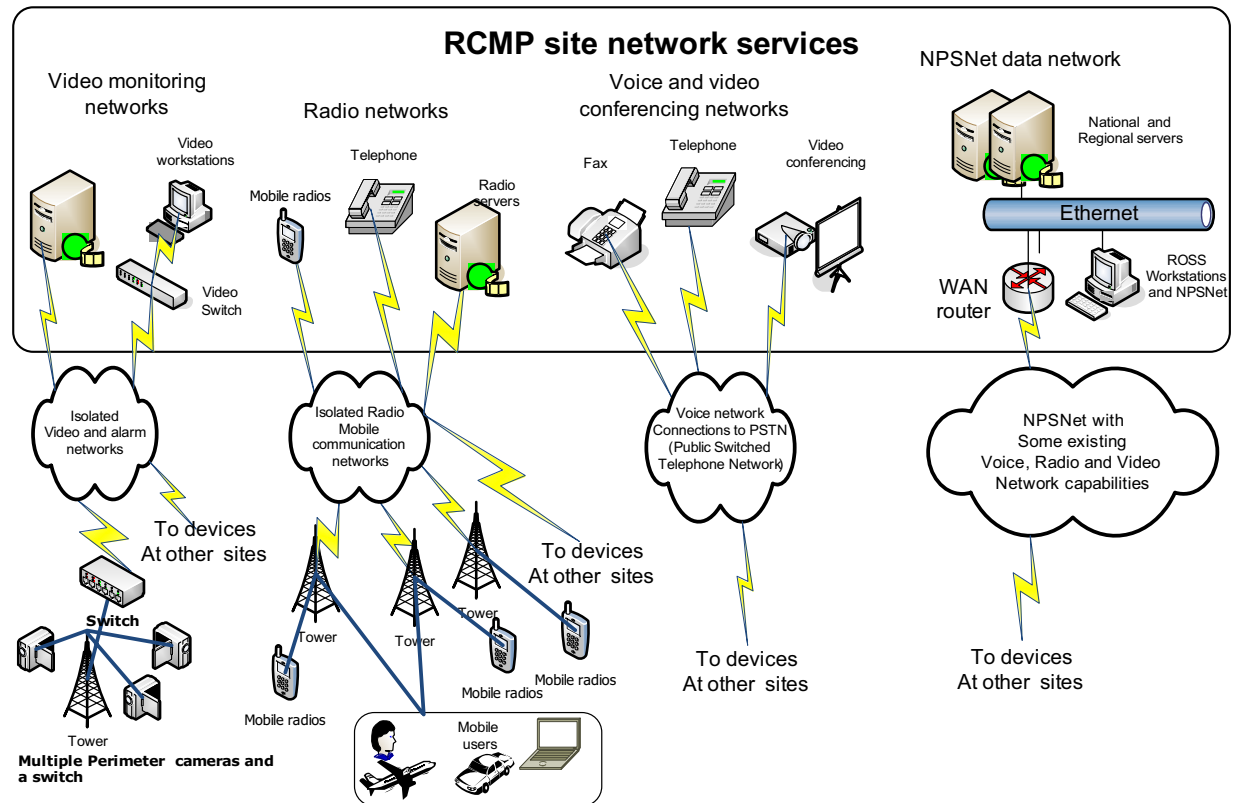 RCMP site network services
Video monitoring
networks
Video
workstations
Video
Switch
Radio networks
Telephone
Mobile radios
Radio
servers
Voice and video
conferencing networks
Fax
Telephone
Video
conferencing
NPSNet data network
National and
Regional servers
Ethernet
WAN
router
ROSS
Workstations
and NPSNet
Isolated
Video and alarm
networks
Isolated Radio
Mobile
communication
networks
Voice network
Connections to PSTN
(Public Switched
Telephone Network)
NPSNet with
Some existing
Voice, Radio and Video
Network capabilities
To devices
At other sites
To devices
At other sites
To devices
At other sites
To devices
At other sites
Switch
Tower
Multiple Perimeter cameras and
a switch
Tower
Tower
Tower
Mobile radios
Mobile radios
Mobile radios
Mobile
users